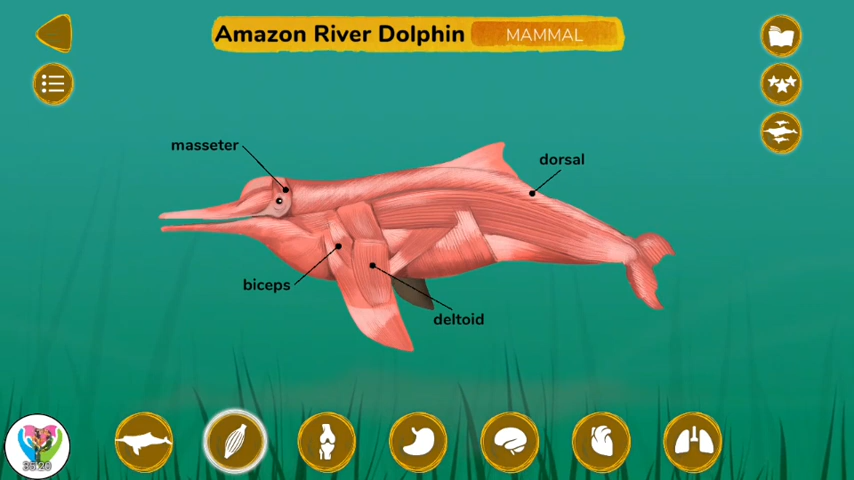 Amazon River Dolphin MAMMAL
masseter
dorsal
biceps
deltoid